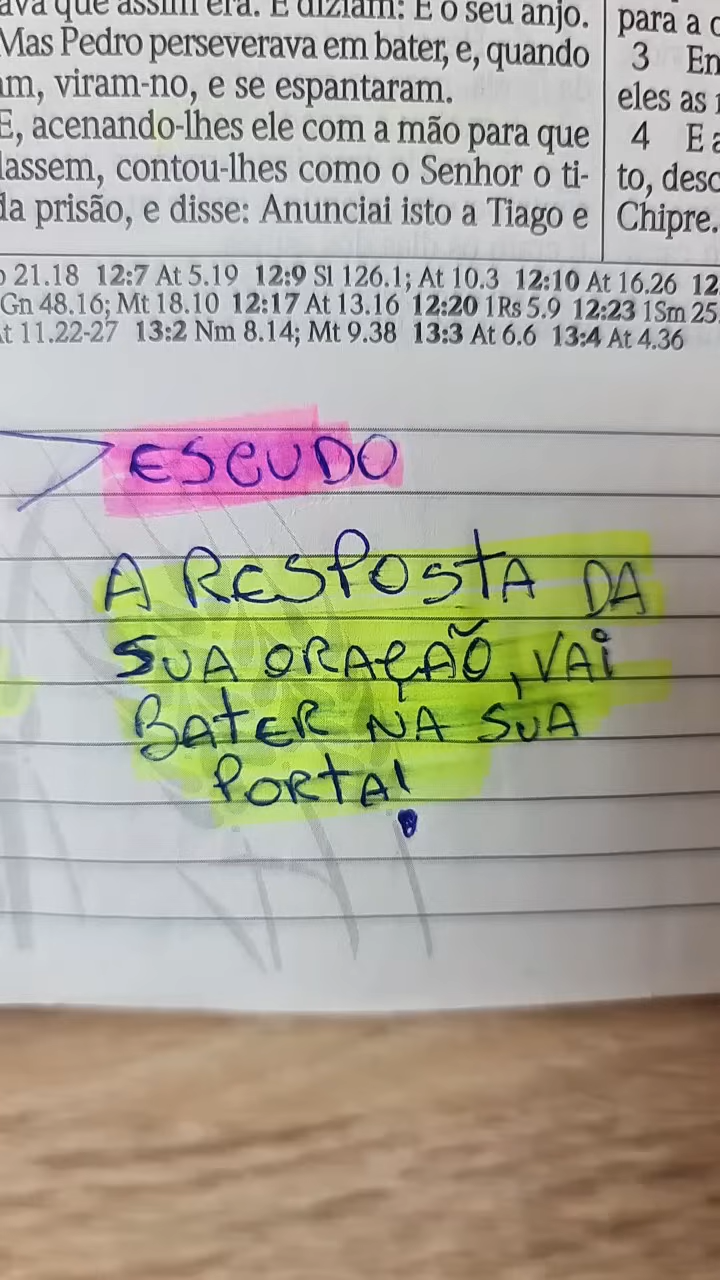 ava que assim era. E diziam: É o seu anjo.
Mas Pedro perseverava em bater, e, quando
am, viram-no, e se espantaram.
E, acenando-lhes ele com a mão para que
lassem, contou-lhes como o Senhor o ti-
da prisão, e disse: Anunciai isto a Tiago e
para a c
3 En
eles as
4 E a
to, desc
Chipre.
21.18 12:7 At 5.19 12:9 Sl 126.1; At 10.3 12:10 At 16.26 12
Gn 48.16; Mt 18.10 12:17 At 13.16 12:20 1Rs 5.9 12:23 1Sm 25
At 11.22-27 13:2 Nm 8.14; Mt 9.38 13:3 At 6.6 13:4 At 4.36
ESCUDO
A RESPOSTA DA
SUA ORAÇÃO, VAI
BATER NA SUA
PORTA!